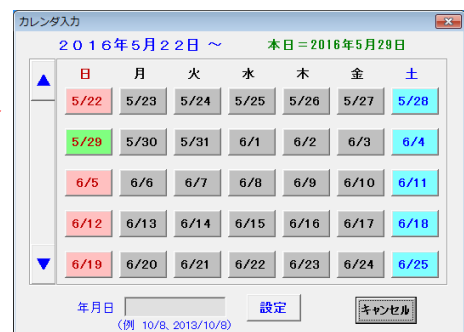 カレンダ入力
2016年5月22日 ～ 本日＝2016年5月29日
日 月 火 水 木 金 土
5/22 5/23 5/24 5/25 5/26 5/27 5/28
5/29 5/30 5/31 6/1 6/2 6/3 6/4
6/5 6/6 6/7 6/8 6/9 6/10 6/11
6/12 6/13 6/14 6/15 6/16 6/17 6/18
6/19 6/20 6/21 6/22 6/23 6/24 6/25
年月日 設定 キャンセル
(例 10/8、2013/10/8)